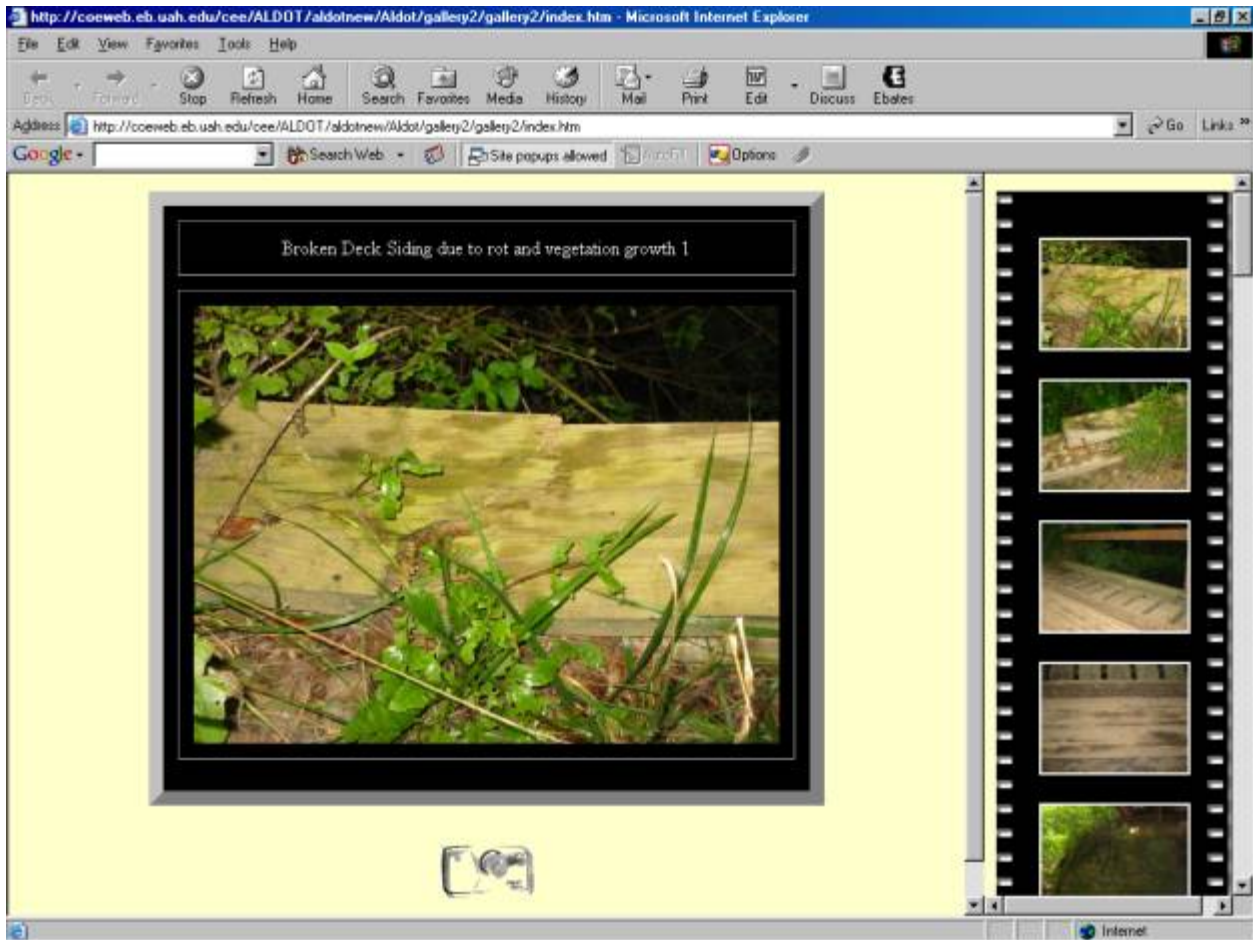 http://coeweb.eb.uah.edu/cee/ALDOT/aldotnew/Aldot/gallery2/gallery2/index.htm - Microsoft Internet Explorer
File Edit View Favorites Tools Help
Back Forward Stop Refresh Home Search Favorites Media History Mail Print Edit Discuss Ebates
Address http://coeweb.eb.uah.edu/cee/ALDOT/aldotnew/Aldot/gallery2/gallery2/index.htm Go Links »
Google Search Web Site popups allowed AutoFill Options
Broken Deck Siding due to rot and vegetation growth 1
Internet